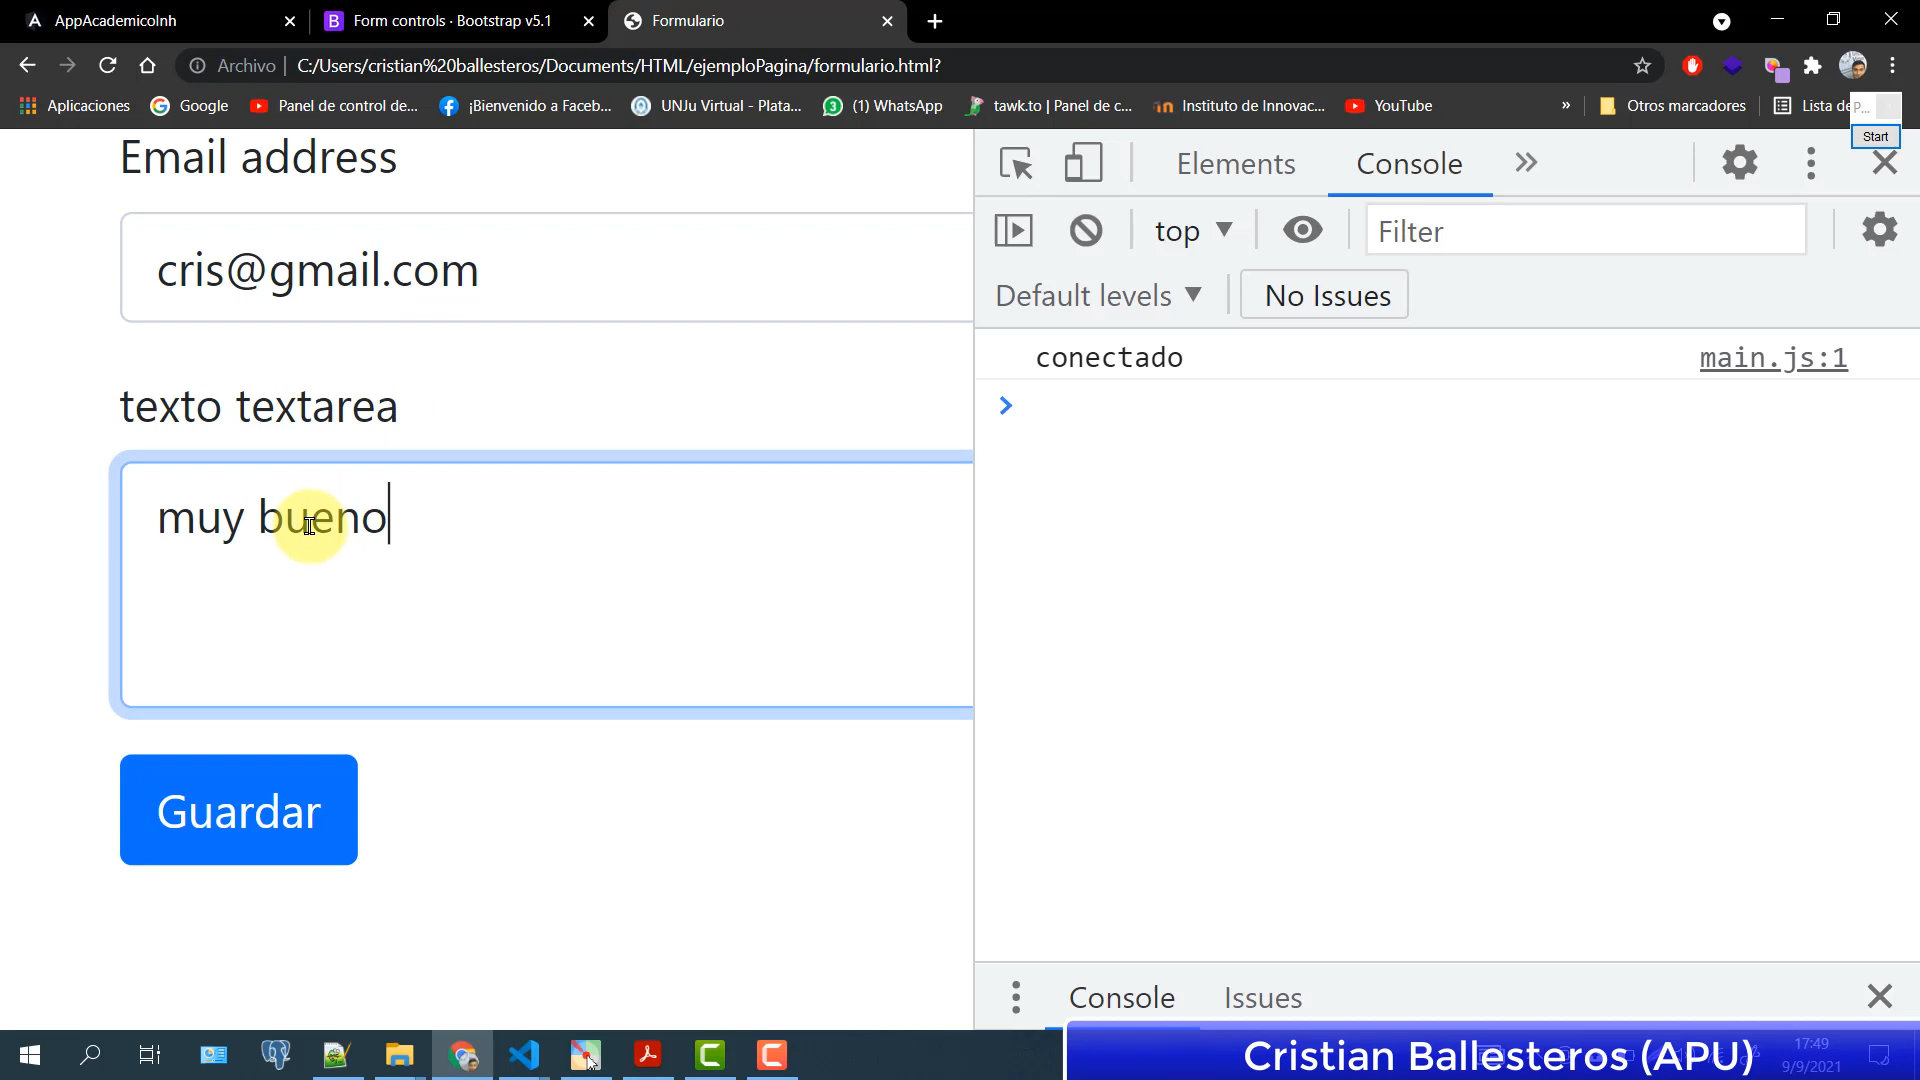 AppAcademicoInh
Form controls · Bootstrap v5.1
Formulario
Archivo
C:/Users/cristian%20ballesteros/Documents/HTML/ejemploPagina/formulario.html?
Aplicaciones
Google
Panel de control de...
¡Bienvenido a Faceb...
UNJu Virtual - Plata...
(1) WhatsApp
tawk.to | Panel de c...
Instituto de Innovac...
YouTube
»
Otros marcadores
Lista de
P...
Start
Email address
cris@gmail.com
texto textarea
muy bueno
Guardar
Elements
Console
top
Filter
Default levels
No Issues
conectado
main.js:1
Console
Issues
Cristian Ballesteros (APU)
17:49
9/9/2021